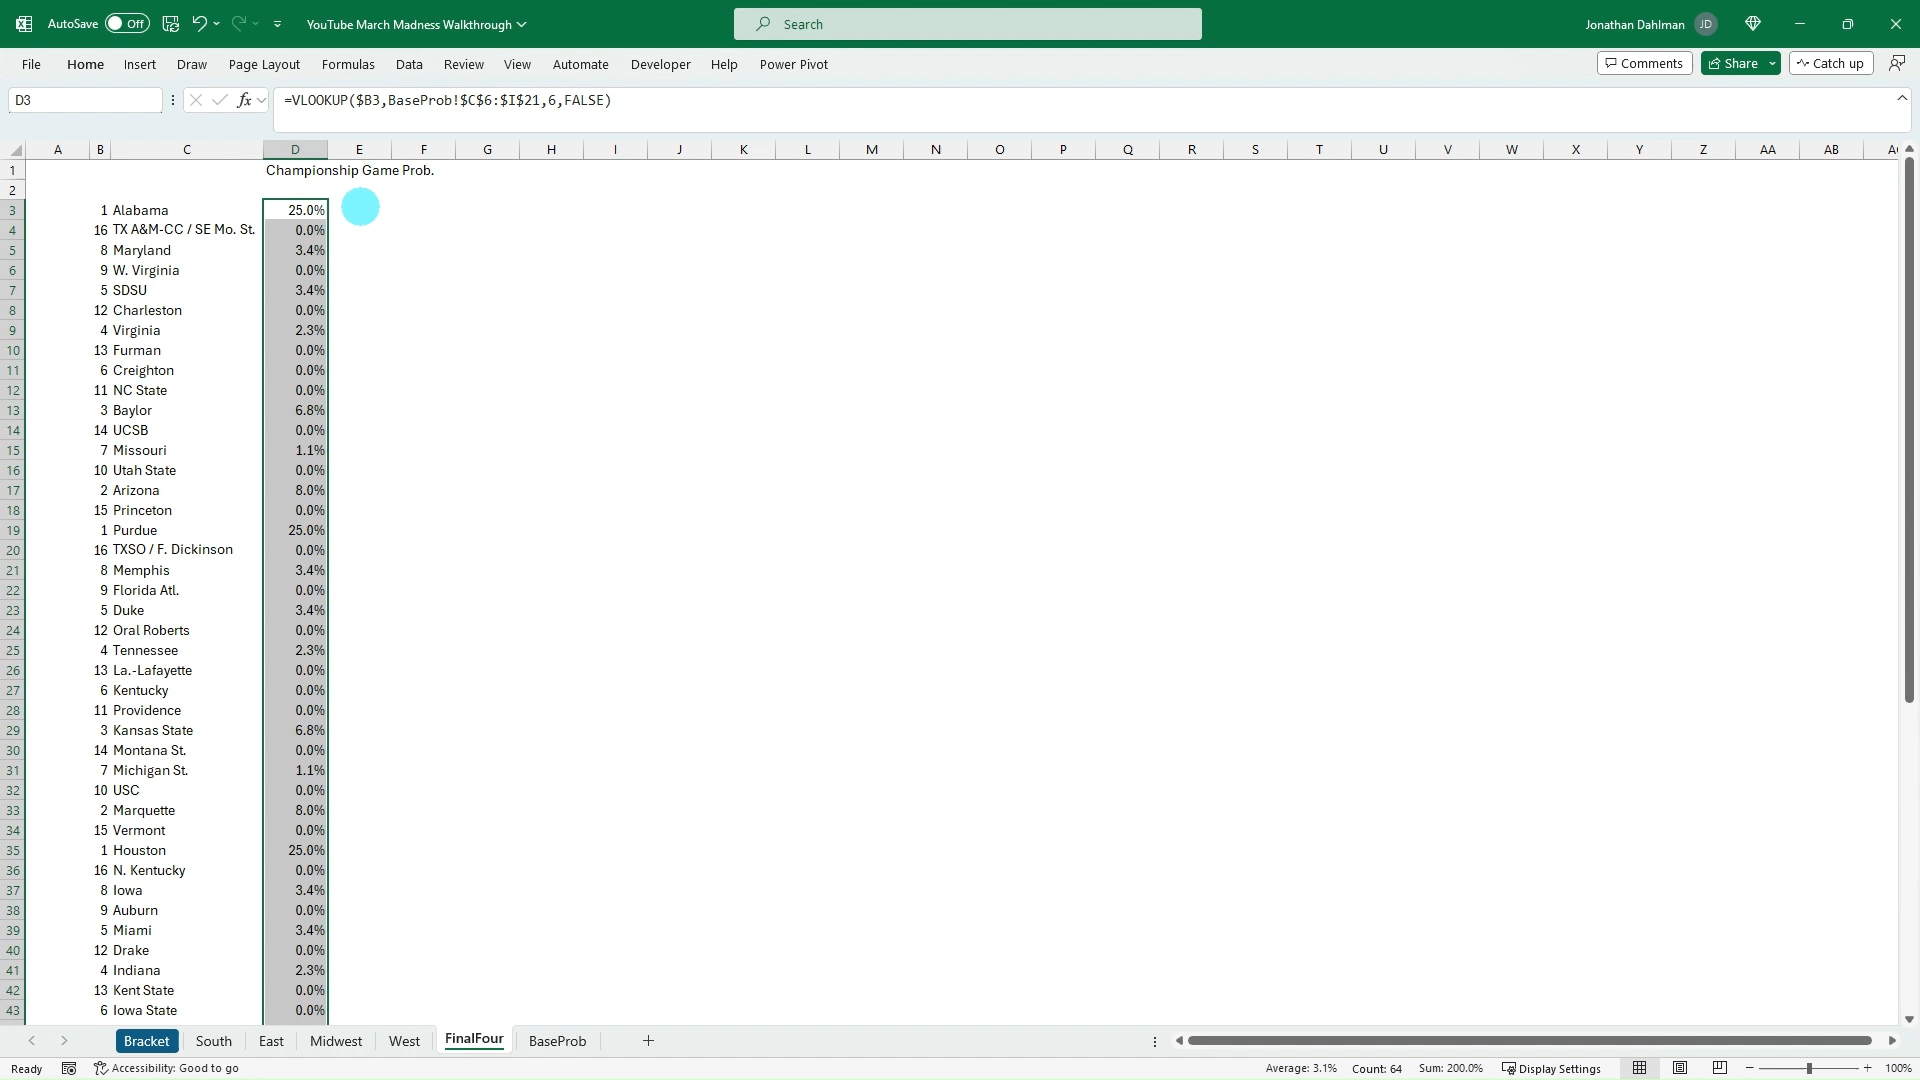 AutoSave Off YouTube March Madness Walkthrough Search Jonathan Dahlman JD
File Home Insert Draw Page Layout Formulas Data Review View Automate Developer Help Power Pivot Comments Share Catch up
D3 fx =VLOOKUP($B3,BaseProb!$C$6:$I$21,6,FALSE)
A B C D E F G H I J K L M N O P Q R S T U V W X Y Z AA AB
1 Championship Game Prob.
2
3 1 Alabama 25.0%
4 16 TX A&M-CC / SE Mo. St. 0.0%
5 8 Maryland 3.4%
6 9 W. Virginia 0.0%
7 5 SDSU 3.4%
8 12 Charleston 0.0%
9 4 Virginia 2.3%
10 13 Furman 0.0%
11 6 Creighton 0.0%
12 11 NC State 0.0%
13 3 Baylor 6.8%
14 14 UCSB 0.0%
15 7 Missouri 1.1%
16 10 Utah State 0.0%
17 2 Arizona 8.0%
18 15 Princeton 0.0%
19 1 Purdue 25.0%
20 16 TXSO / F. Dickinson 0.0%
21 8 Memphis 3.4%
22 9 Florida Atl. 0.0%
23 5 Duke 3.4%
24 12 Oral Roberts 0.0%
25 4 Tennessee 2.3%
26 13 La.-Lafayette 0.0%
27 6 Kentucky 0.0%
28 11 Providence 0.0%
29 3 Kansas State 6.8%
30 14 Montana St. 0.0%
31 7 Michigan St. 1.1%
32 10 USC 0.0%
33 2 Marquette 8.0%
34 15 Vermont 0.0%
35 1 Houston 25.0%
36 16 N. Kentucky 0.0%
37 8 Iowa 3.4%
38 9 Auburn 0.0%
39 5 Miami 3.4%
40 12 Drake 0.0%
41 4 Indiana 2.3%
42 13 Kent State 0.0%
43 6 Iowa State 0.0%
Bracket South East Midwest West FinalFour BaseProb
Ready Accessibility: Good to go Average: 3.1% Count: 64 Sum: 200.0% Display Settings 100%